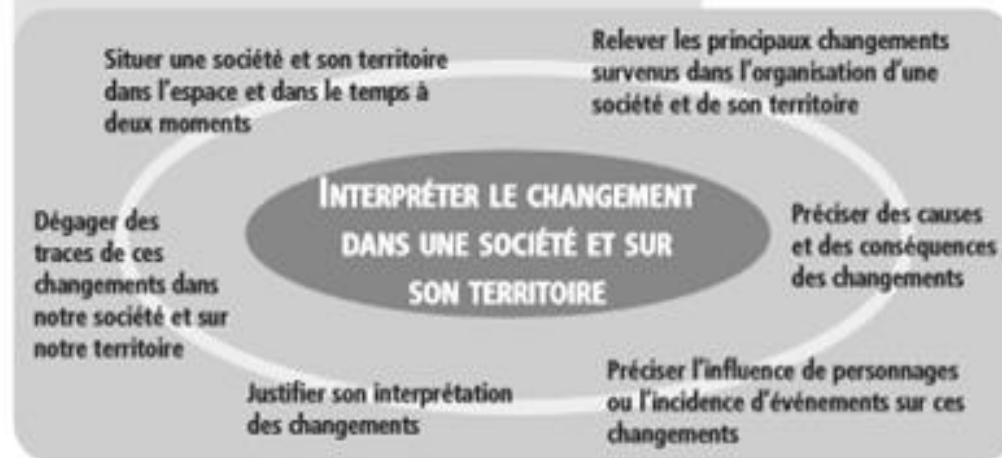 Situer une société et son territoire
dans l'espace et dans le temps à
deux moments
Relever les principaux changements
survenus dans l'organisation d'une
société et de son territoire
INTERPRÉTER LE CHANGEMENT
DANS UNE SOCIÉTÉ ET SUR
SON TERRITOIRE
Dégager des
traces de ces
changements dans
notre société et sur
notre territoire
Préciser des causes
et des conséquences
des changements
Justifier son interprétation
des changements
Préciser l'influence de personnages
ou l'incidence d'événements sur ces
changements